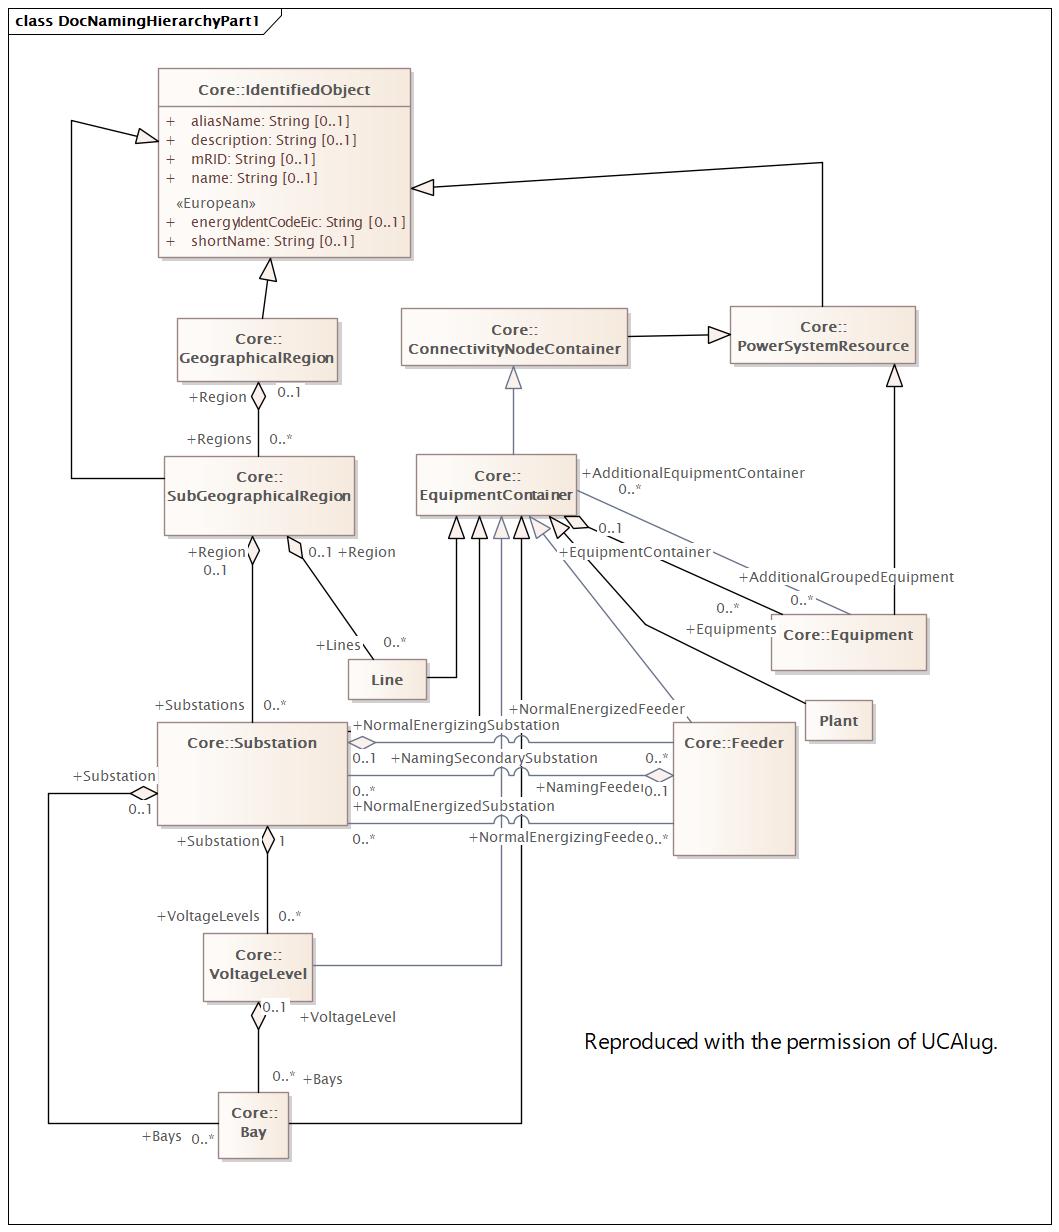 class DocNamingHierarchyPart1
Core::IdentifiedObject
+ aliasName: String [0..1]
+ description: String [0..1]
+ mRID: String [0..1]
+ name: String [0..1]
«European»
+ energyIdentCodeEic: String [0..1]
+ shortName: String [0..1]
Core::
GeographicalRegion
Core::
ConnectivityNodeContainer
Core::
PowerSystemResource
+Region 0..1
+Regions 0..*
Core::
SubGeographicalRegion
Core::
EquipmentContainer
+AdditionalEquipmentContainer
0..*
0..1
+EquipmentContainer
+Region
0..1
0..1 +Region
+AdditionalGroupedEquipment
0..*
0..*
+Equipments
Core::Equipment
+Lines 0..*
Line
Plant
+Substations 0..*
+NormalEnergizedFeeder
+NormalEnergizingSubstation
Core::Substation
Core::Feeder
0..1 +NamingSecondarySubstation 0..*
+Substation
0..1
0..* +NamingFeeder 0..1
+NormalEnergizedSubstation
0..* +NormalEnergizingFeede 0..*
+Substation 1
+VoltageLevels 0..*
Core::
VoltageLevel
0..1
+VoltageLevel
Reproduced with the permission of UCAIug.
0..* +Bays
Core::
Bay
+Bays 0..*